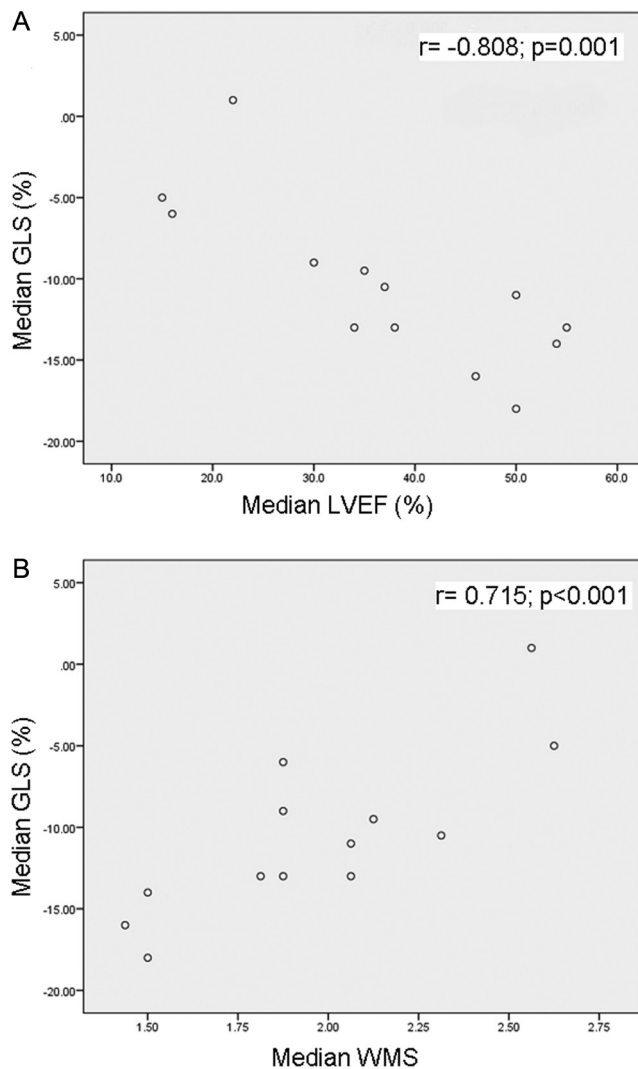 A
r= -0.808; p=0.001
5.00
.00
-5.00
-10.00
-15.00
-20.00
Median GLS (%)
10.0 20.0 30.0 40.0 50.0 60.0
Median LVEF (%)
B
r= 0.715; p<0.001
5.00
.00
-5.00
-10.00
-15.00
-20.00
Median GLS (%)
1.50 1.75 2.00 2.25 2.50 2.75
Median WMS